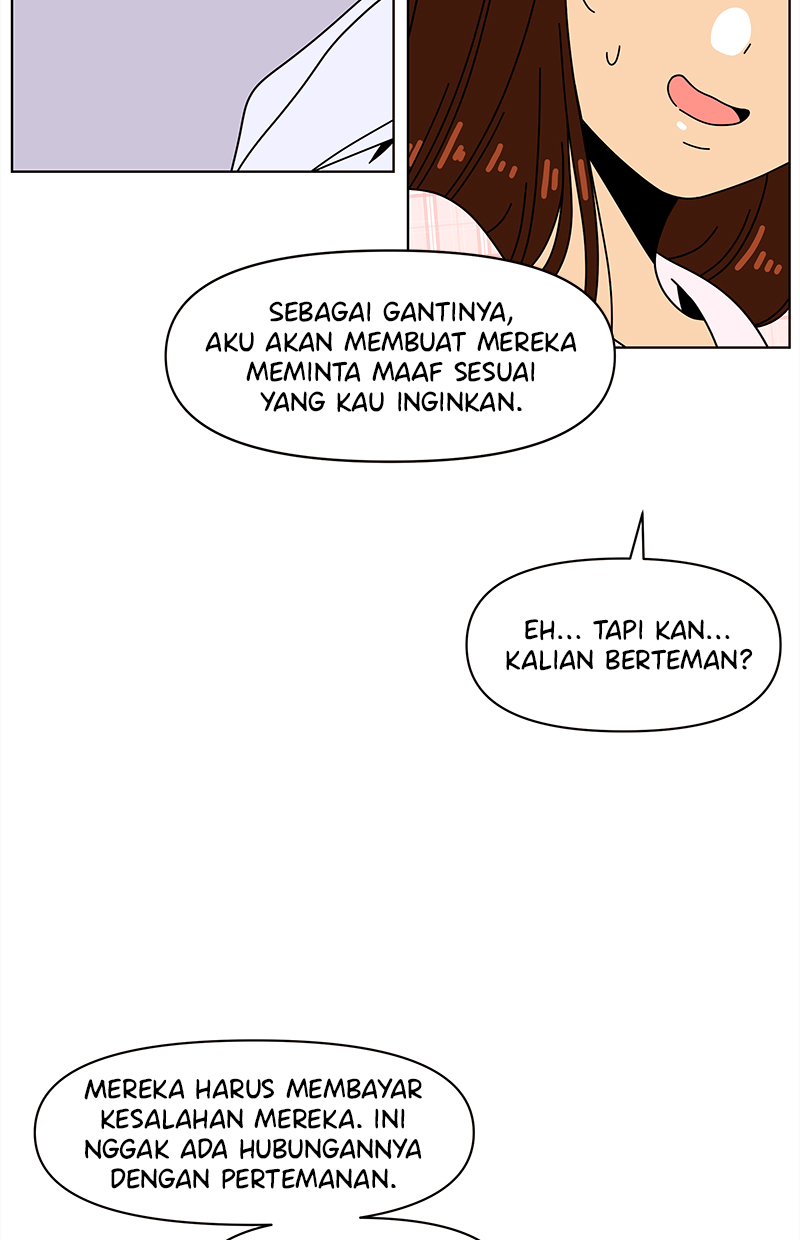 SEBAGAI GANTINYA,
AKU AKAN MEMBUAT MEREKA
MEMINTA MAAF SESUAI
YANG KAU INGINKAN.
EH... TAPI KAN...
KALIAN BERTEMAN?
MEREKA HARUS MEMBAYAR
KESALAHAN MEREKA. INI
NGGAK ADA HUBUNGANNYA
DENGAN PERTEMANAN.